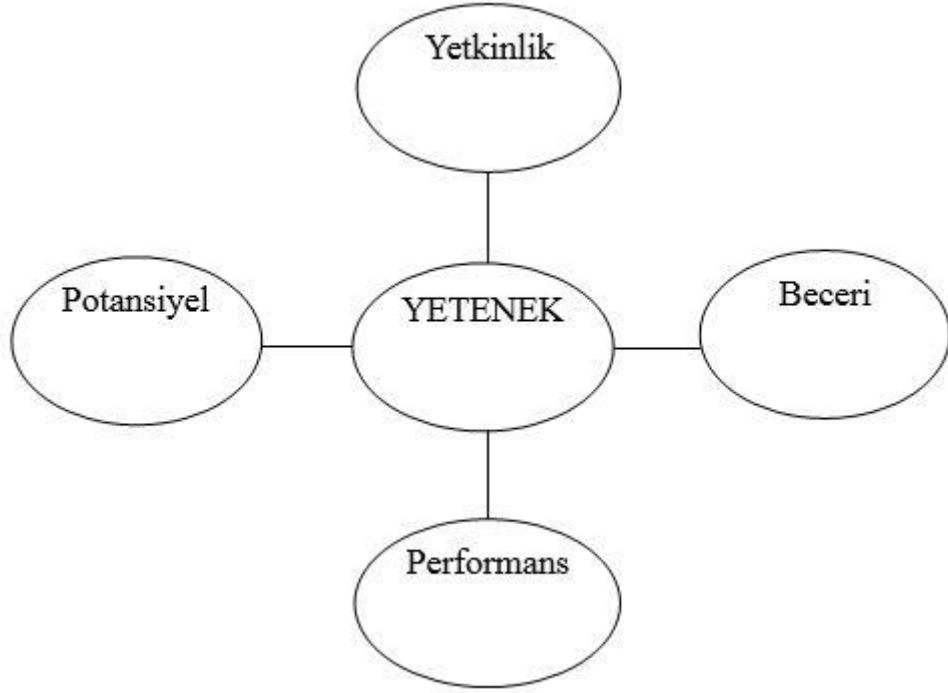 Yetkinlik
Potansiyel
YETENEK
Beceri
Performans